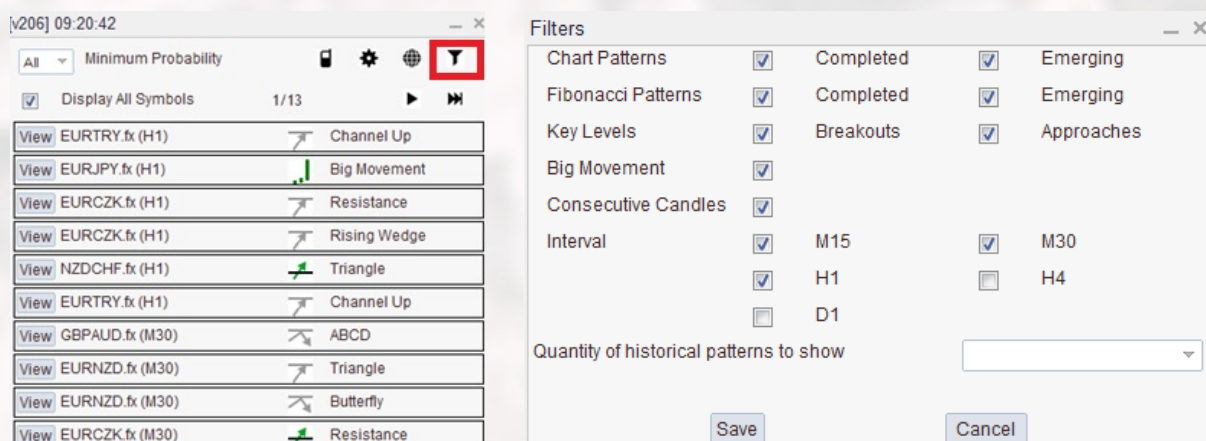 [v206] 09:20:42
All Minimum Probability
Display All Symbols 1/13
View EURTRY.fx (H1) Channel Up
View EURJPY.fx (H1) Big Movement
View EURCZK.fx (H1) Resistance
View EURCZK.fx (H1) Rising Wedge
View NZDCHF.fx (H1) Triangle
View EURTRY.fx (H1) Channel Up
View GBPAUD.fx (M30) ABCD
View EURNZD.fx (M30) Triangle
View EURNZD.fx (M30) Butterfly
View EURCZK.fx (M30) Resistance
Filters
Chart Patterns Completed Emerging
Fibonacci Patterns Completed Emerging
Key Levels Breakouts Approaches
Big Movement
Consecutive Candles
Interval M15 M30
H1 H4
D1
Quantity of historical patterns to show
Save Cancel